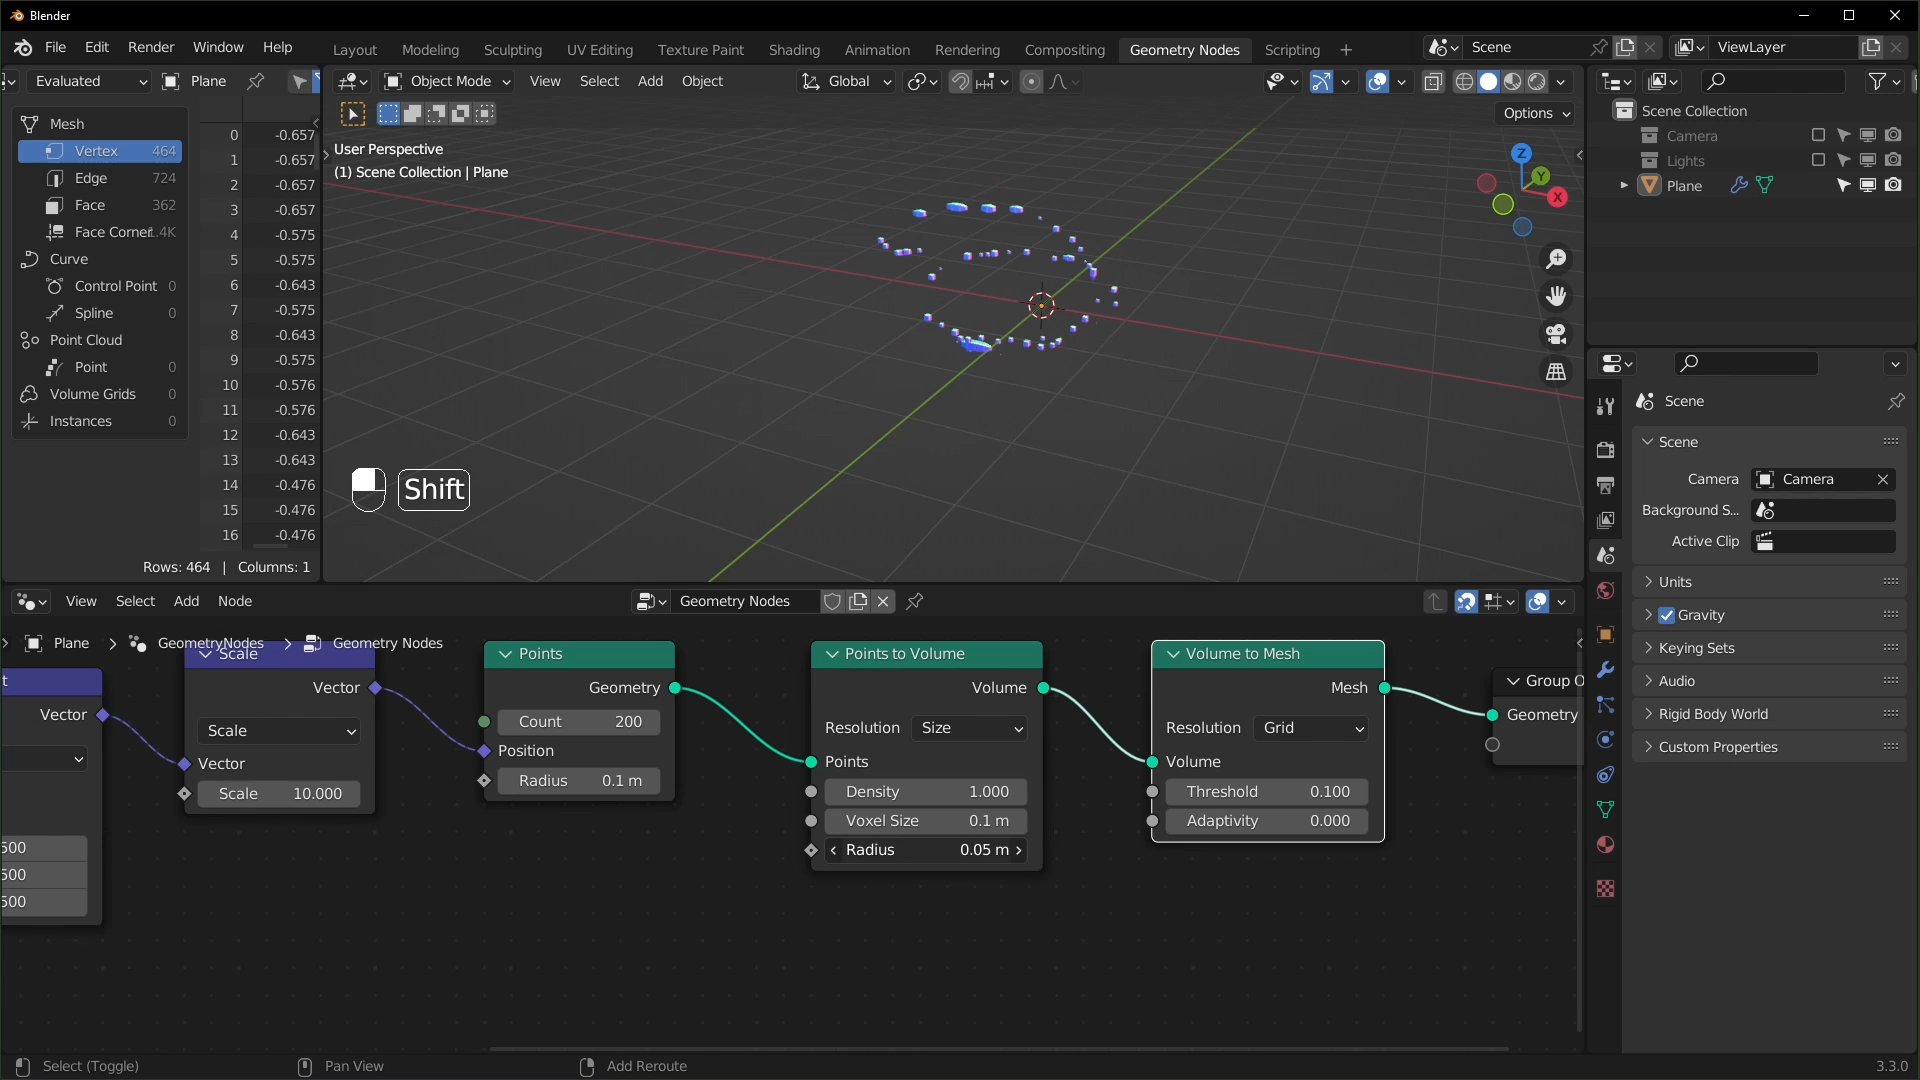 Blender
File Edit Render Window Help
Layout Modeling Sculpting UV Editing Texture Paint Shading Animation Rendering Compositing Geometry Nodes Scripting +
Scene
ViewLayer
Evaluated
Plane
Object Mode View Select Add Object
Global
Options
User Perspective
(1) Scene Collection | Plane
Z
Y
X
Shift
Mesh
Vertex 464
Edge 724
Face 362
Face Corner 1.4K
Curve
Control Point 0
Spline 0
Point Cloud
Point 0
Volume Grids 0
Instances 0
0 -0.657
1 -0.657
2 -0.657
3 -0.657
4 -0.575
5 -0.575
6 -0.643
7 -0.575
8 -0.643
9 -0.575
10 -0.576
11 -0.576
12 -0.643
13 -0.643
14 -0.476
15 -0.476
16 -0.476
Rows: 464 | Columns: 1
Scene Collection
Camera
Lights
Plane
Scene
Scene
Camera Camera
Background S...
Active Clip
Units
Gravity
Keying Sets
Audio
Rigid Body World
Custom Properties
View Select Add Node
Geometry Nodes
Plane > GeometryNodes > Geometry Nodes
t
Vector
500
500
500
Scale
Vector
Scale
Vector
Scale 10.000
Points
Geometry
Count 200
Position
Radius 0.1 m
Points to Volume
Volume
Resolution Size
Points
Density 1.000
Voxel Size 0.1 m
Radius 0.05 m
Volume to Mesh
Mesh
Resolution Grid
Volume
Threshold 0.100
Adaptivity 0.000
Group O
Geometry
Select (Toggle)
Pan View
Add Reroute
3.3.0